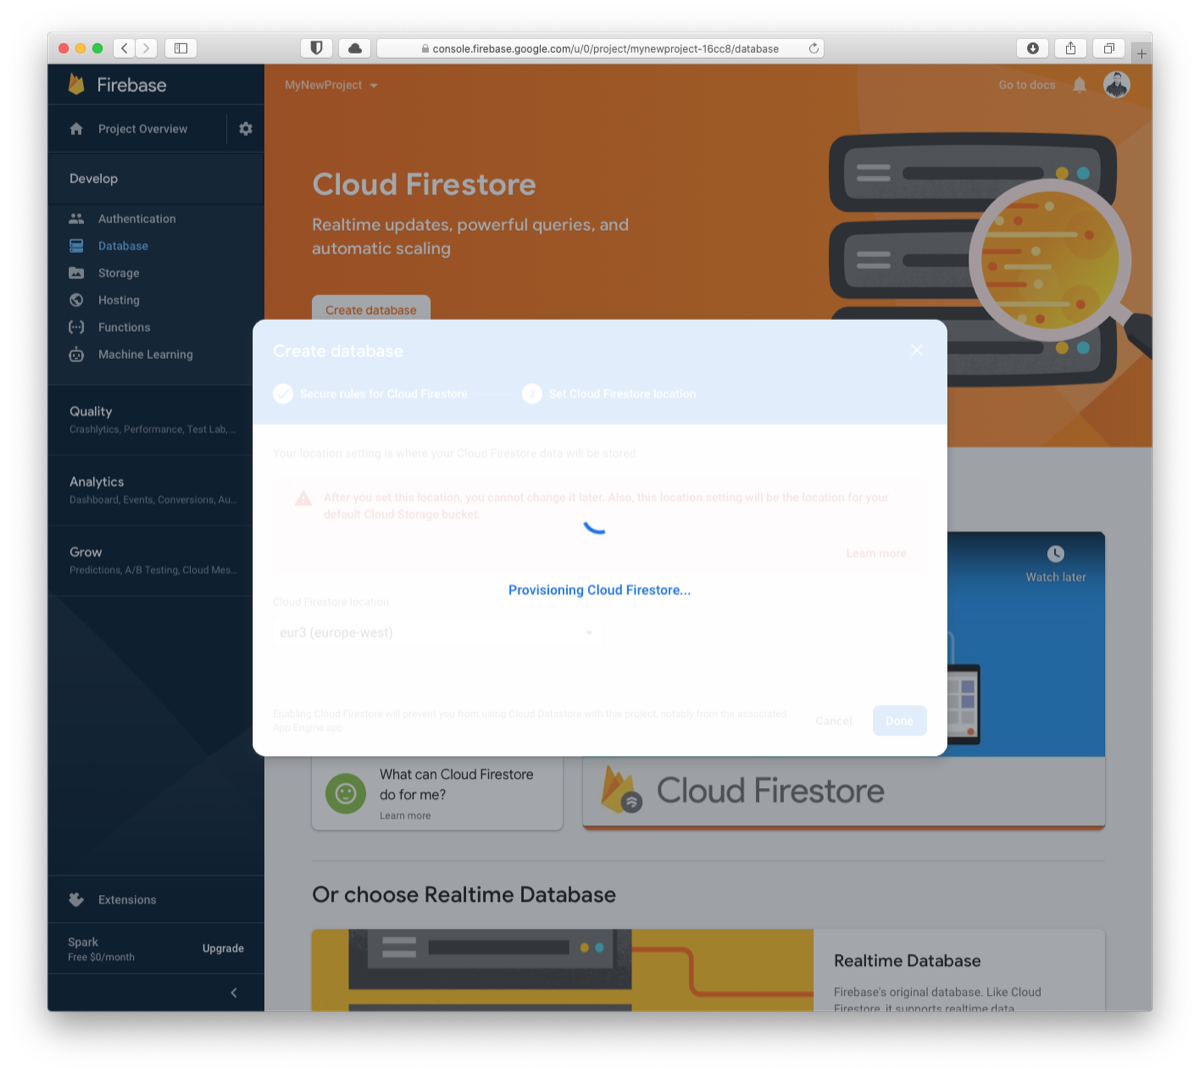 console.firebase.google.com/u/0/project/mynewproject-16cc8/database
Firebase
MyNewProject
Go to docs
Project Overview
Develop
Authentication
Database
Storage
Hosting
Functions
Machine Learning
Quality
Crashlytics, Performance, Test Lab, ...
Analytics
Dashboard, Events, Conversions, Au...
Grow
Predictions, A/B Testing, Cloud Mes...
Extensions
Spark
Free $0/month
Upgrade
Cloud Firestore
Realtime updates, powerful queries, and
automatic scaling
Create database
Create database
Secure rules for Cloud Firestore
2
Set Cloud Firestore location
Your location setting is where your Cloud Firestore data will be stored.
After you set this location, you cannot change it later. Also, this location setting will be the location for your
default Cloud Storage bucket.
Learn more
Provisioning Cloud Firestore...
Cloud Firestore location
eur3 (europe-west)
Enabling Cloud Firestore will prevent you from using Cloud Datastore with this project, notably from the associated
App Engine app
Cancel
Done
Watch later
What can Cloud Firestore
do for me?
Learn more
Cloud Firestore
Or choose Realtime Database
Realtime Database
Firebase's original database. Like Cloud
Firestore, it supports realtime data